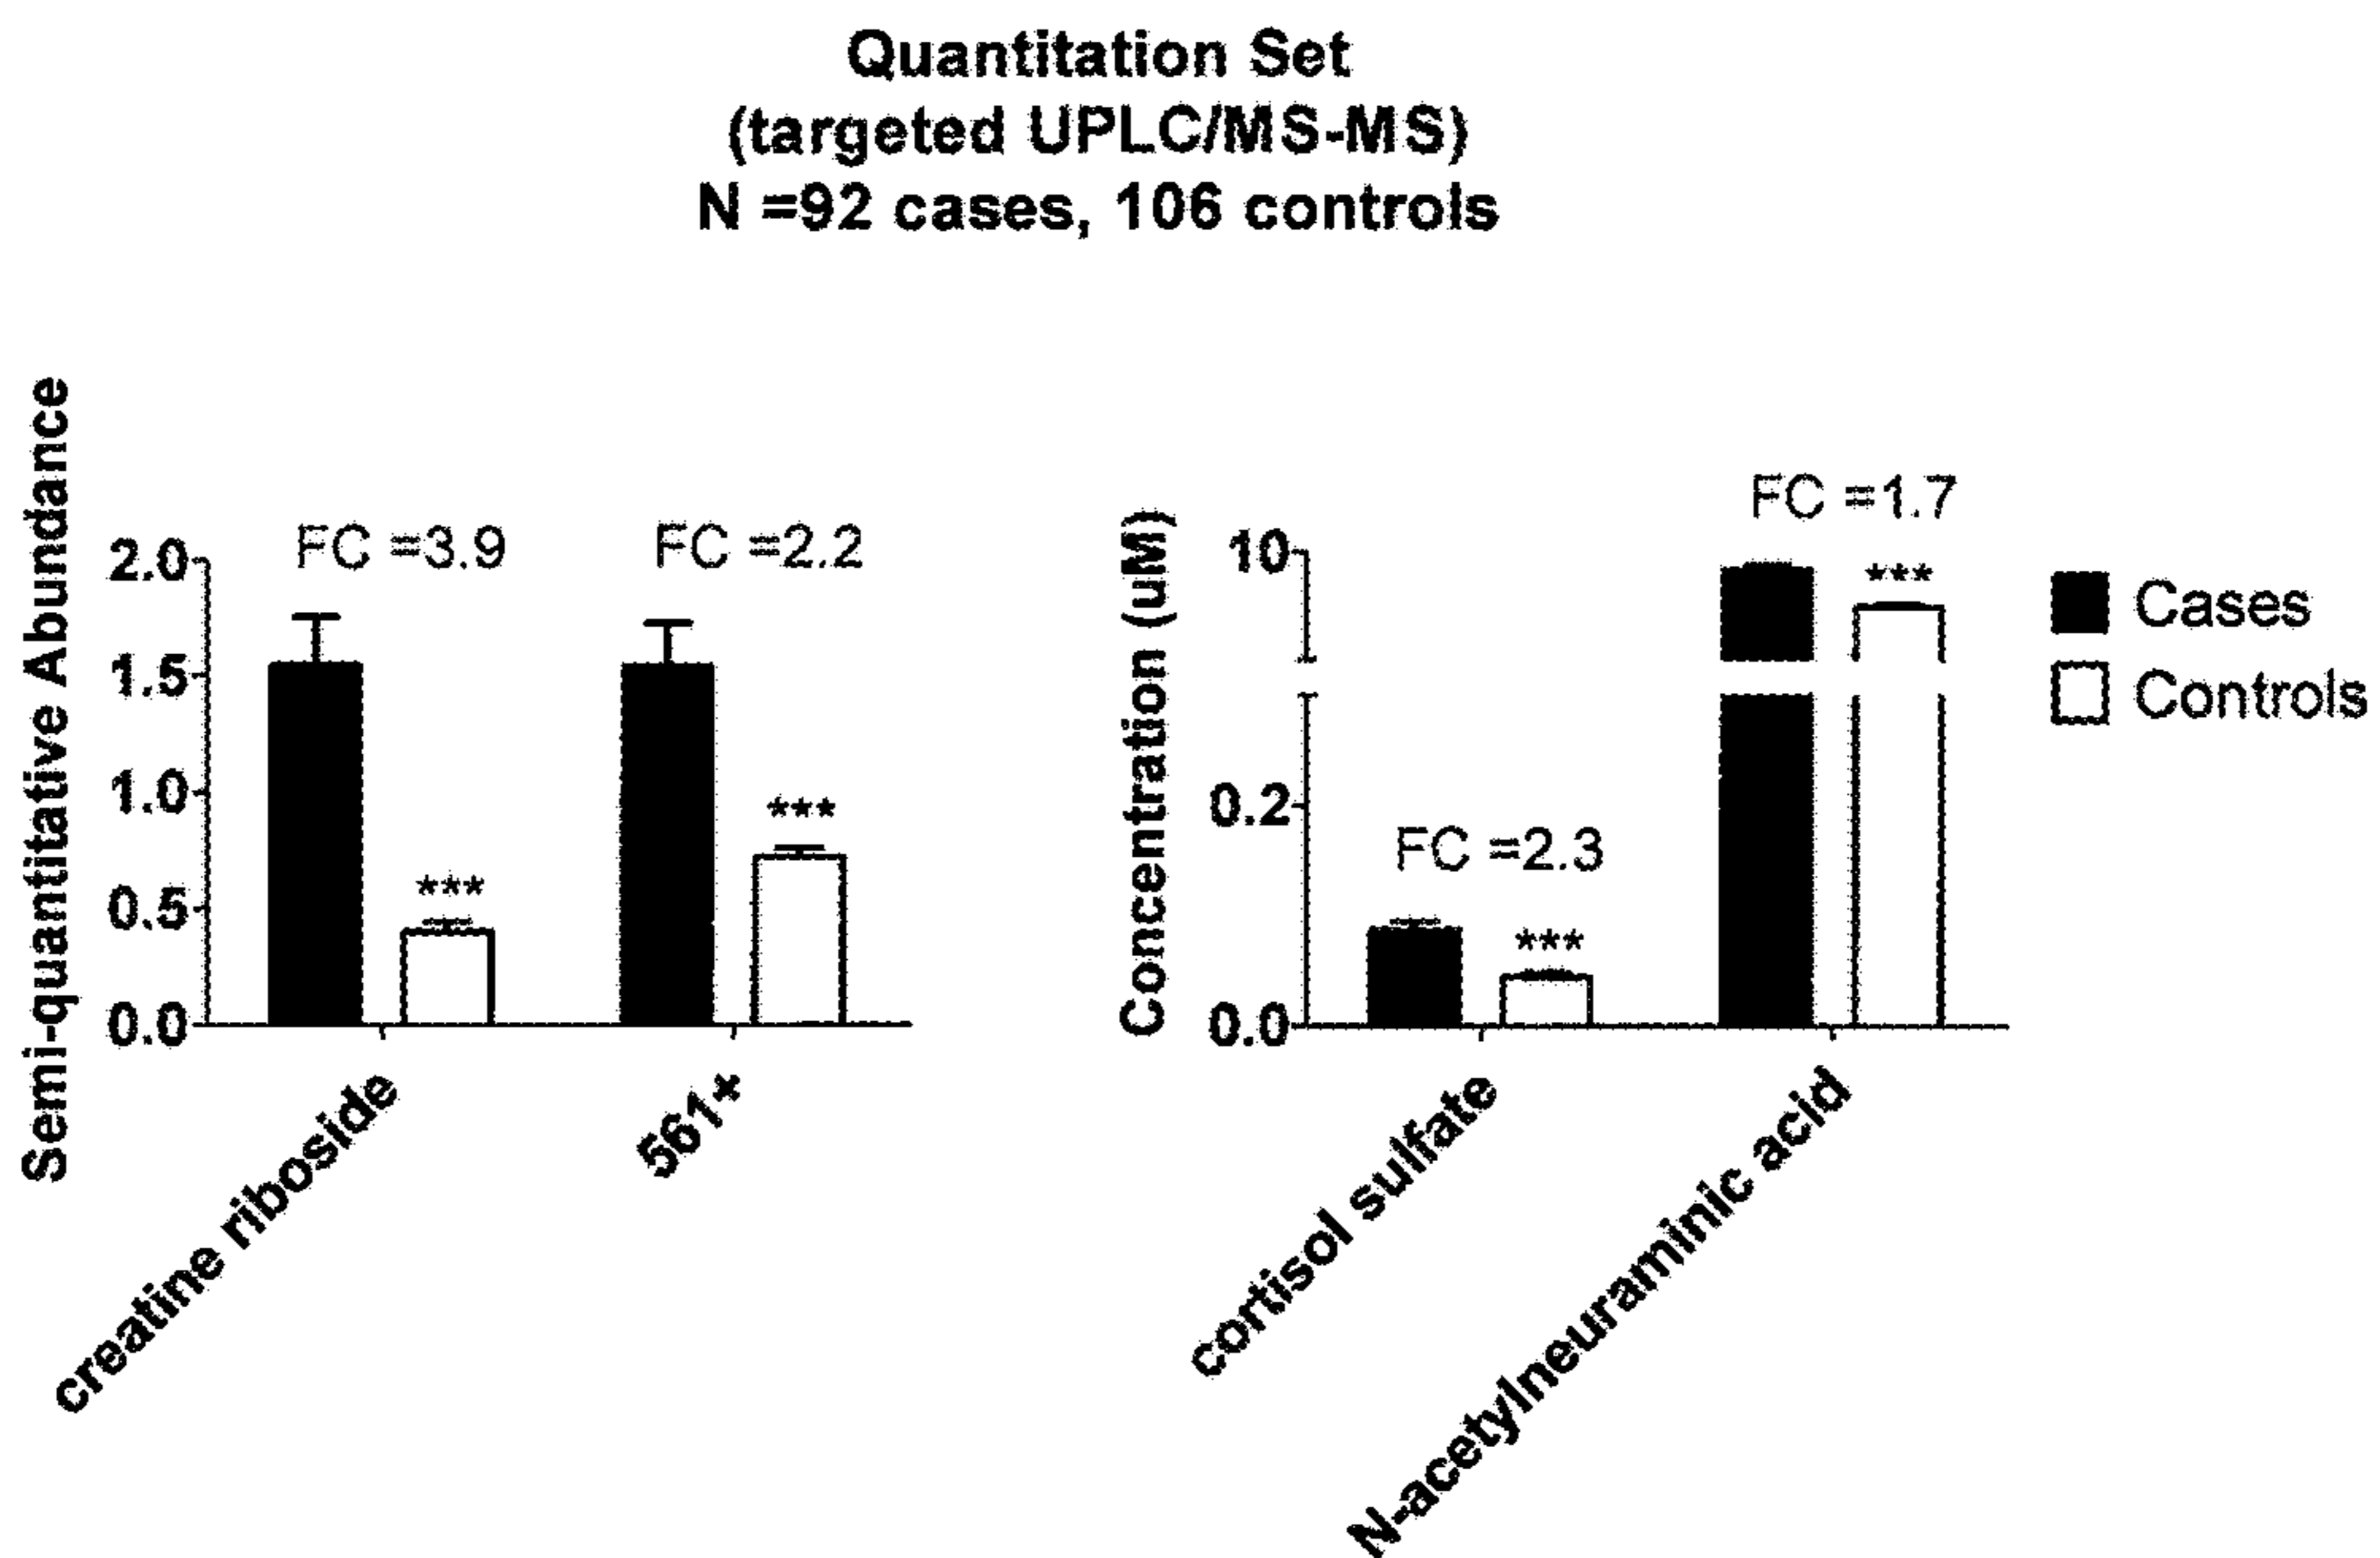 Quantitation Set
(targeted UPLC/MS-MS)
N =92 cases, 106 controls
Semi-quantitative Abundance
2.0
1.5
1.0
0.5
0.0
FC =3.9
FC =2.2
***
***
creatine riboside
561+
Concentration (uM)
10
0.2
0.0
FC =2.3
FC =1.7
***
***
cortisol sulfate
N-acetylneuraminic acid
Cases
Controls